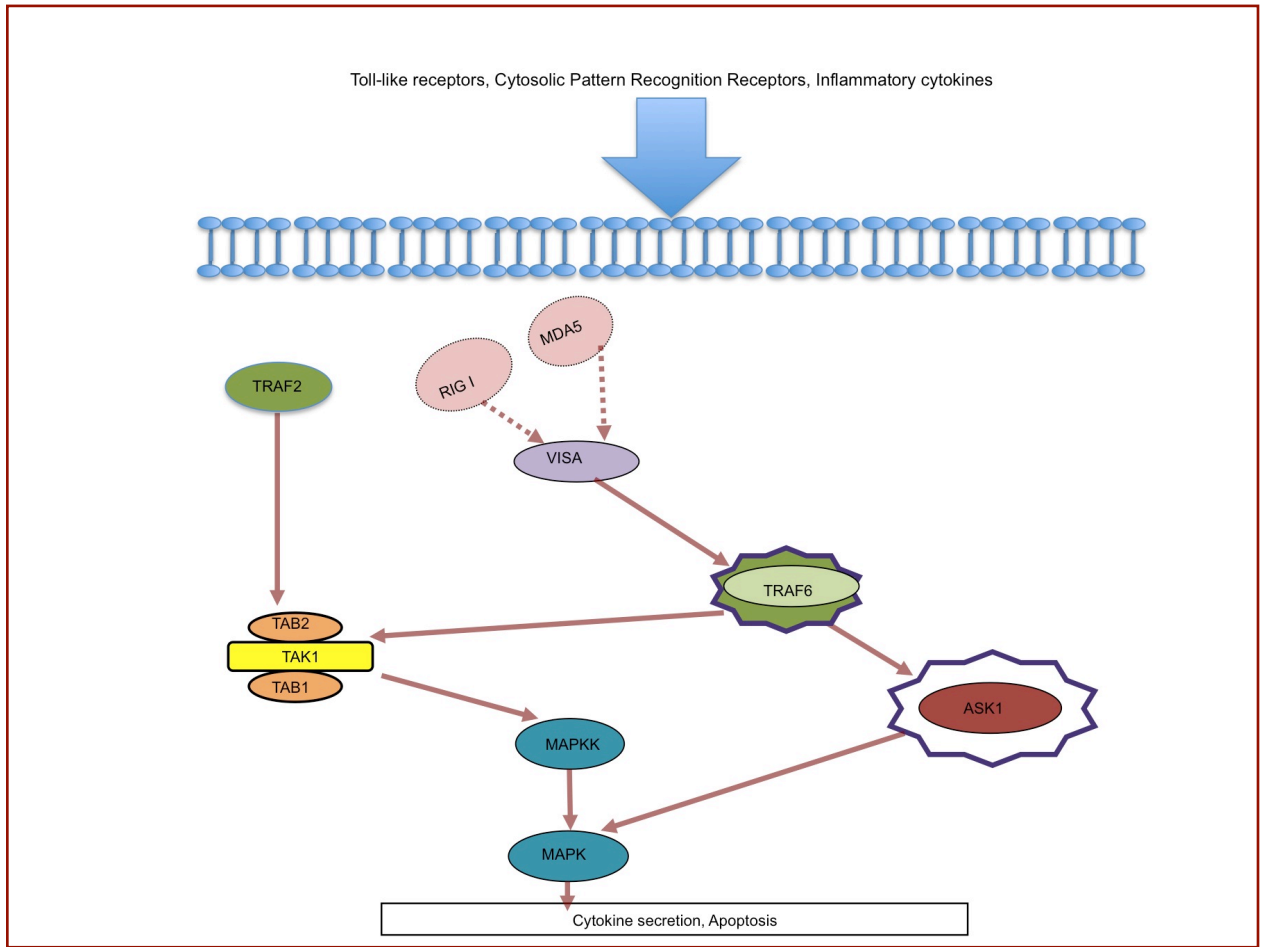 Toll-like receptors, Cytosolic Pattern Recognition Receptors, Inflammatory cytokines
MDA5
RIG I
TRAF2
VISA
TRAF6
TAB2
TAK1
TAB1
ASK1
MAPKK
MAPK
Cytokine secretion, Apoptosis